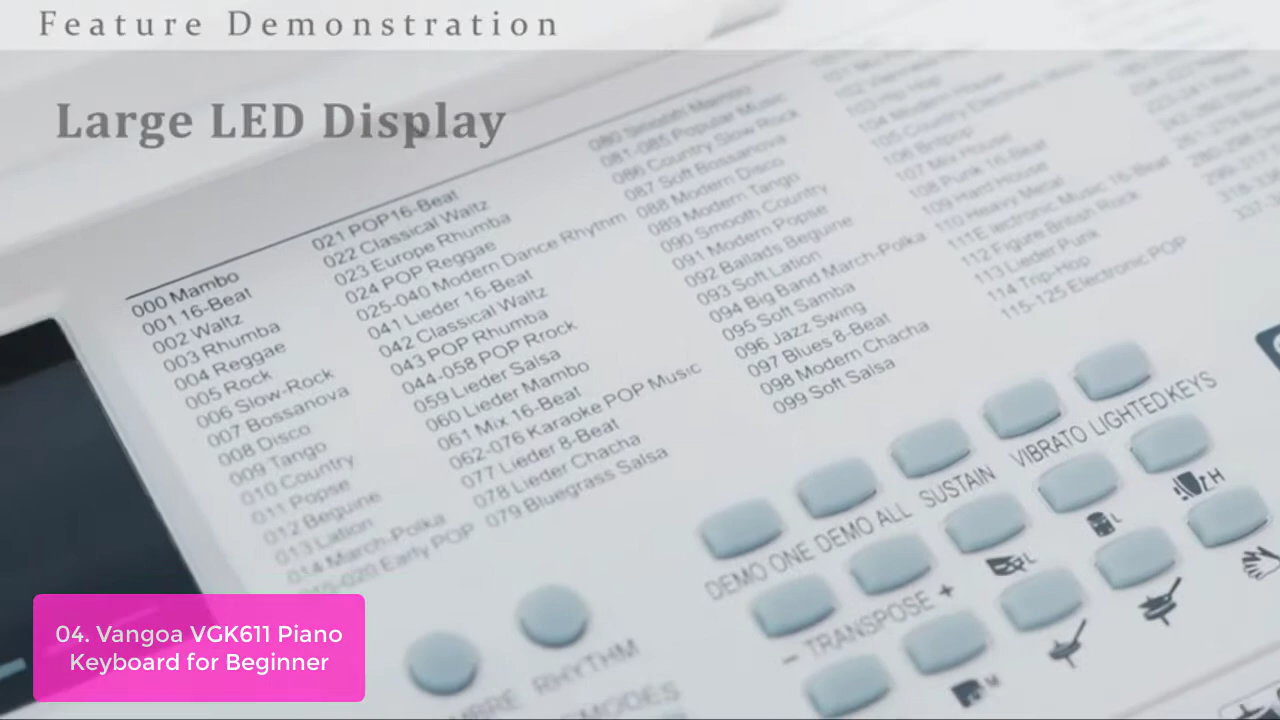 Feature Demonstration
Large LED Display
000 Mambo
001 16-Beat
002 Waltz
003 Rhumba
004 Reggae
005 Rock
006 Slow-Rock
007 Bossanova
008 Disco
009 Tango
010 Country
011 Popse
012 Beguine
013 Lation
014 March-Polka
020 Early POP
021 POP16-Beat
022 Classical Waltz
023 Europe Rhumba
024 POP Reggae
025-040 Modern Dance Rhythm
041 Lieder 16-Beat
042 Classical Waltz
043 POP Rhumba
044-058 POP Rrock
059 Lieder Salsa
060 Lieder Mambo
061 Mix 16-Beat
062-076 Karaoke POP Music
077 Lieder 8-Beat
078 Lieder Chacha
079 Bluegrass Salsa
080 Smooth Mambo
081-085 Popular Music
086 Country Slow Rock
087 Soft Bossanova
088 Modern Disco
089 Modern Tango
090 Smooth Country
091 Modern Popse
092 Ballads Beguine
093 Soft Lation
094 Big Band March-Polka
095 Soft Samba
096 Jazz Swing
097 Blues 8-Beat
098 Modern Chacha
099 Soft Salsa
106 Britpop
107 Mix House
108 Punk 16-Beat
109 Hard House
110 Heavy Metal
111 Electronic Music 16-Beat
112 Figure British Rock
113 Lieder Punk
114 Trip-Hop
115-125 Electronic POP
DEMO ONE DEMO ALL SUSTAIN VIBRATO LIGHTED KEYS
- TRANSPOSE +
L
L
H
RHYTHM
MODES
M
04. Vangoa VGK611 Piano
Keyboard for Beginner